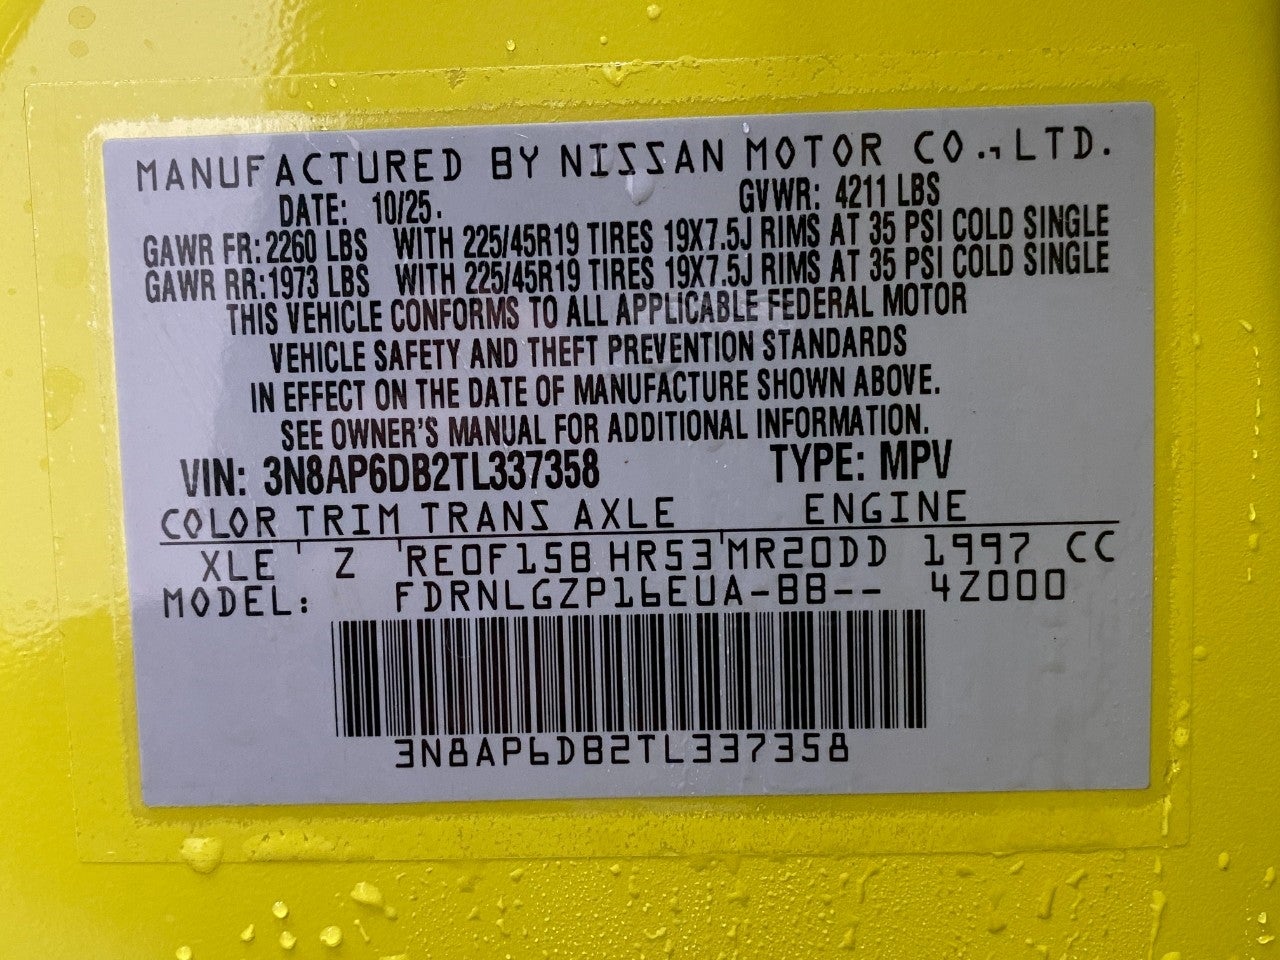 MANUFACTURED BY NISSAN MOTOR CO., LTD.
DATE: 10/25. GVWR: 4211 LBS
GAWR FR: 2260 LBS WITH 225/45R19 TIRES 19X7.5J RIMS AT 35 PSI COLD SINGLE
GAWR RR: 1973 LBS WITH 225/45R19 TIRES 19X7.5J RIMS AT 35 PSI COLD SINGLE
THIS VEHICLE CONFORMS TO ALL APPLICABLE FEDERAL MOTOR
VEHICLE SAFETY AND THEFT PREVENTION STANDARDS
IN EFFECT ON THE DATE OF MANUFACTURE SHOWN ABOVE.
SEE OWNER'S MANUAL FOR ADDITIONAL INFORMATION.
VIN: 3N8AP6DB2TL337358 TYPE: MPV
COLOR TRIM TRANS AXLE ENGINE
XLE Z RE0F15B HR53 MR20DD 1997 CC
MODEL: FDRNLGZP16EUA-BB-- 4Z000
3N8AP6DB2TL337358